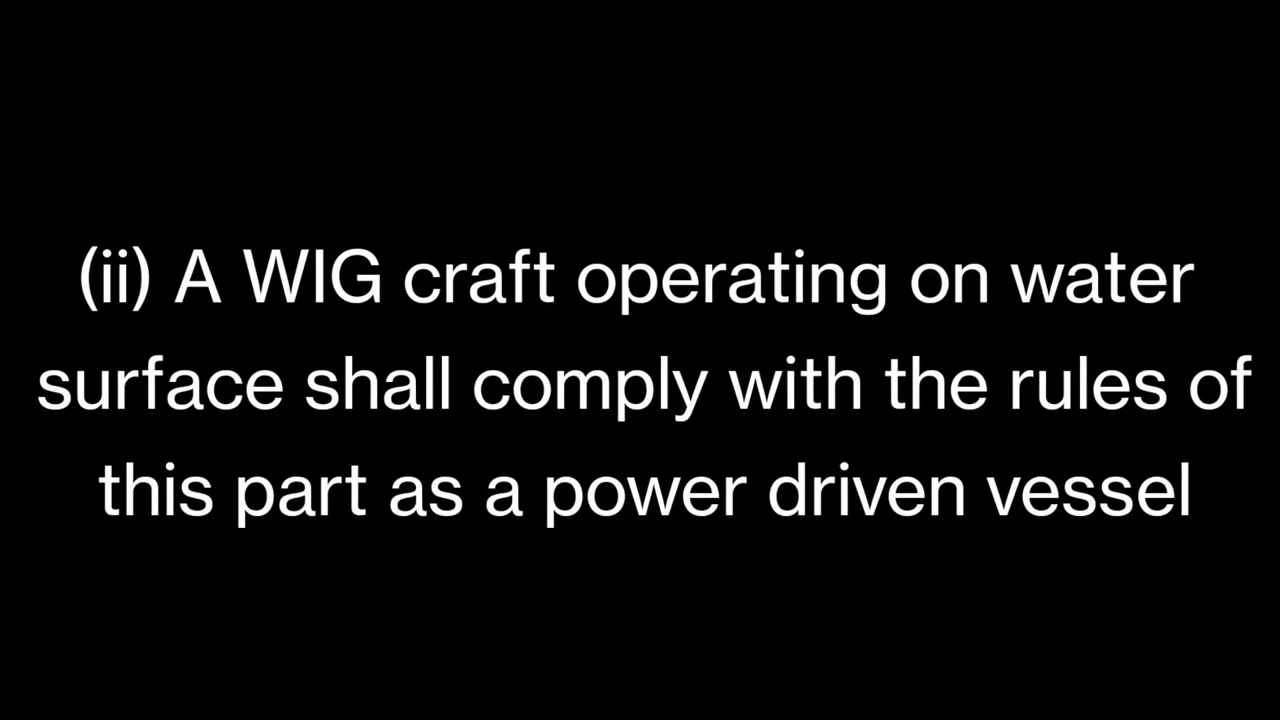 (ii) A WIG craft operating on water
surface shall comply with the rules of
this part as a power driven vessel